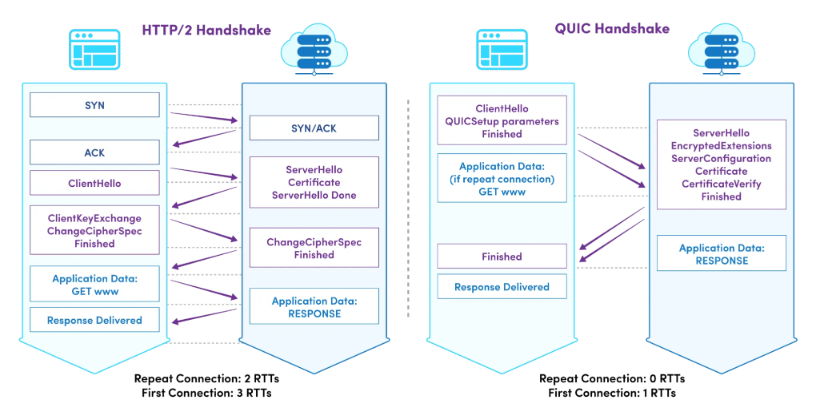 HTTP/2 Handshake
SYN
SYN/ACK
ACK
ClientHello
ServerHello
Certificate
ServerHello Done
ClientKeyExchange
ChangeCipherSpec
Finished
ChangeCipherSpec
Finished
Application Data:
GET www
Application Data:
RESPONSE
Response Delivered
Repeat Connection: 2 RTTs
First Connection: 3 RTTs
QUIC Handshake
ClientHello
QUICSetup parameters
Finished
ServerHello
EncryptedExtensions
ServerConfiguration
Certificate
CertificateVerify
Finished
Application Data:
(if repeat connection)
GET www
Application Data:
RESPONSE
Finished
Response Delivered
Repeat Connection: 0 RTTs
First Connection: 1 RTTs